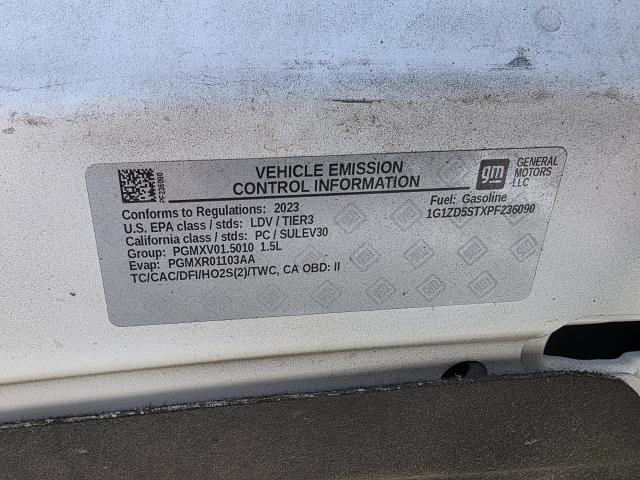 VEHICLE EMISSION
CONTROL INFORMATION
gm
GENERAL
MOTORS
LLC
PF236090
Conforms to Regulations: 2023
U.S. EPA class / stds: LDV / TIER3
California class / stds: PC / SULEV30
Group: PGMXV01.5010 1.5L
Evap: PGMXR01103AA
TC/CAC/DFI/HO2S(2)/TWC, CA OBD: II
Fuel: Gasoline
1G1ZD5STXPF236090